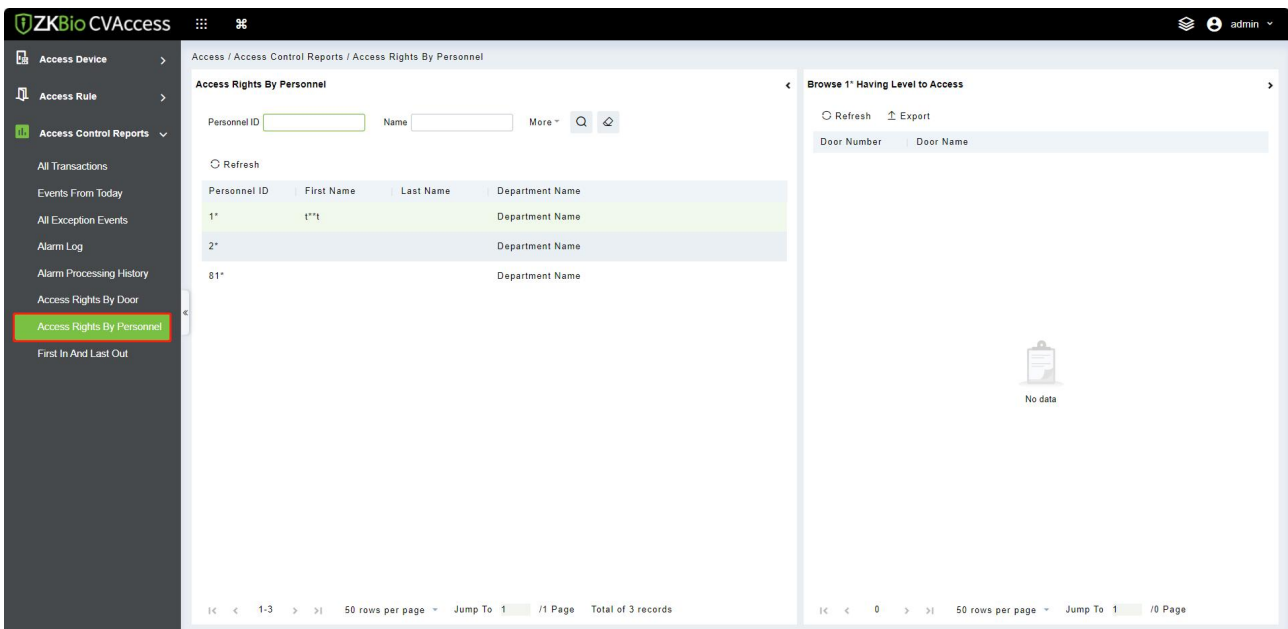 ZKBio CVAccess
admin
Access Device
Access Rule
Access Control Reports
All Transactions
Events From Today
All Exception Events
Alarm Log
Alarm Processing History
Access Rights By Door
Access Rights By Personnel
First In And Last Out
Access / Access Control Reports / Access Rights By Personnel
Access Rights By Personnel
Personnel ID Name More
Refresh
Personnel ID First Name Last Name Department Name
1* t**t Department Name
2* Department Name
81* Department Name
1-3 50 rows per page Jump To 1 /1 Page Total of 3 records
Browse 1* Having Level to Access
Refresh Export
Door Number Door Name
No data
0 50 rows per page Jump To 1 /0 Page